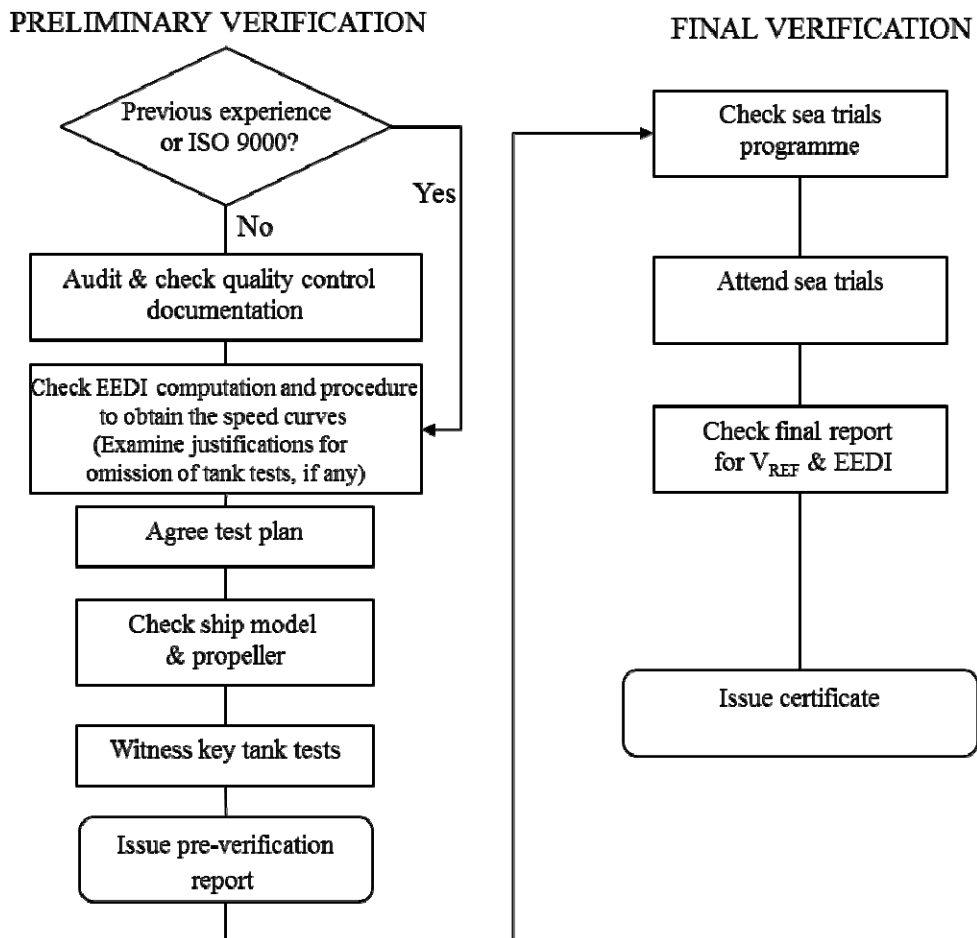 PRELIMINARY VERIFICATION
Previous experience
or ISO 9000?
Yes
No
Audit & check quality control
documentation
Check EEDI computation and procedure
to obtain the speed curves
(Examine justifications for
omission of tank tests, if any)
Agree test plan
Check ship model
& propeller
Witness key tank tests
Issue pre-verification
report
FINAL VERIFICATION
Check sea trials
programme
Attend sea trials
Check final report
for VREF & EEDI
Issue certificate